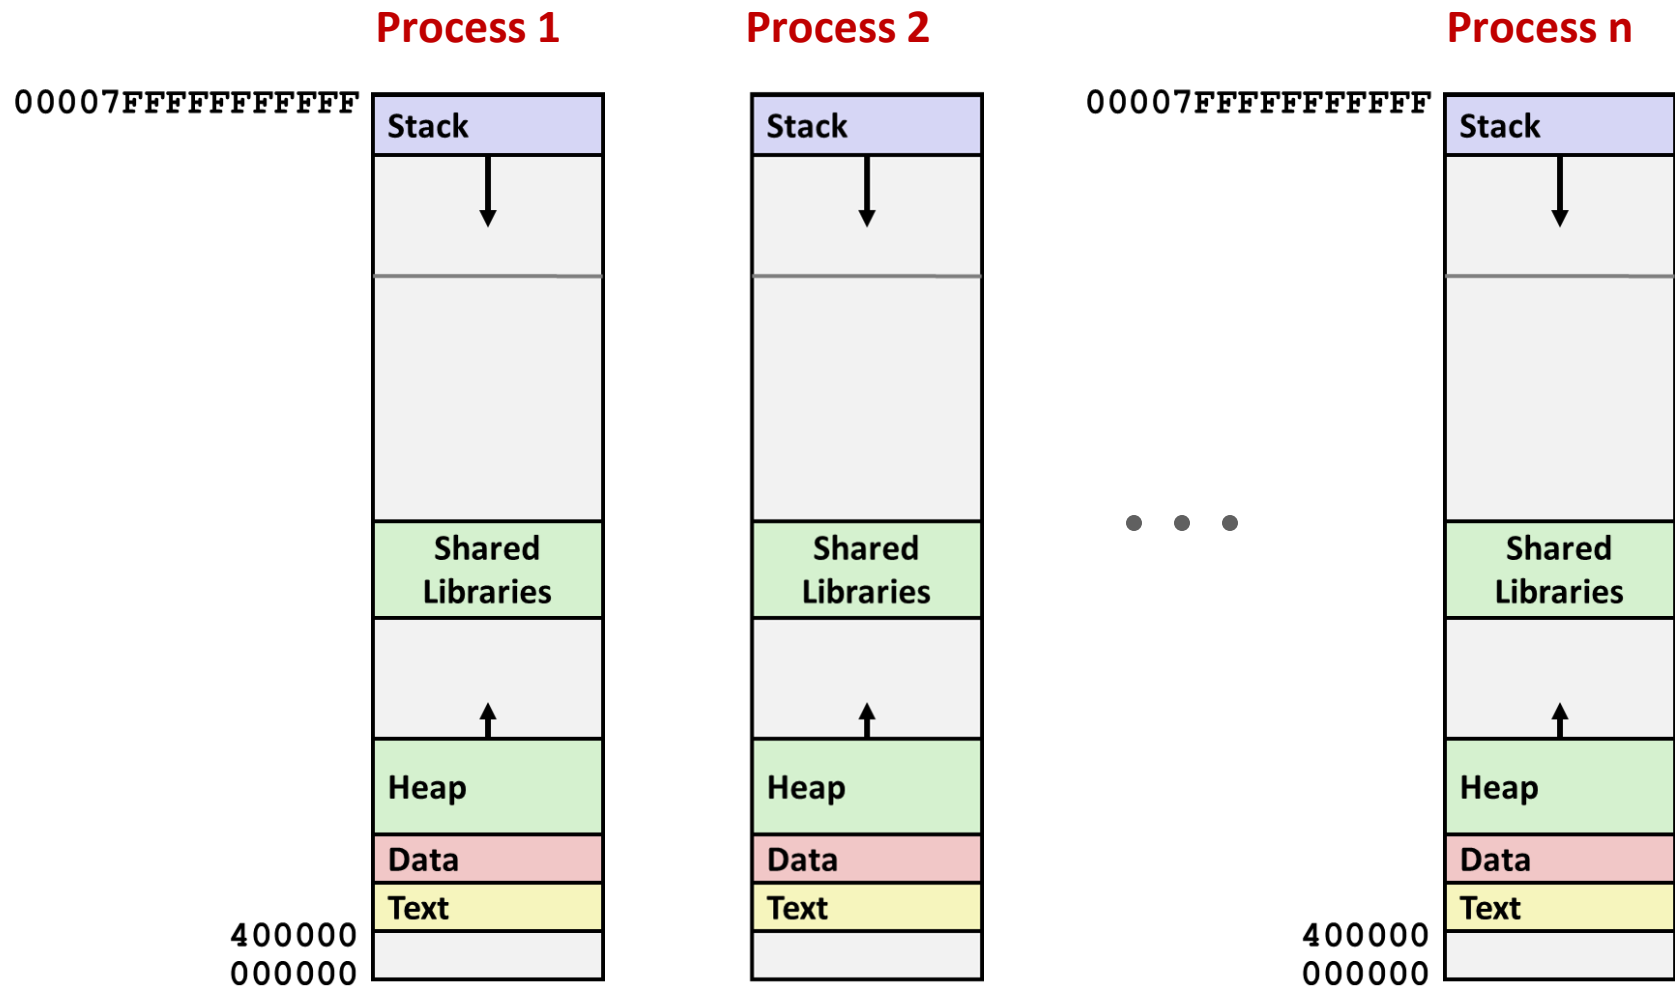 Process 1
00007FFFFFFFFFFF
Stack
Shared
Libraries
Heap
Data
Text
400000
000000
Process 2
Stack
Shared
Libraries
Heap
Data
Text
• • •
Process n
00007FFFFFFFFFFF
Stack
Shared
Libraries
Heap
Data
Text
400000
000000